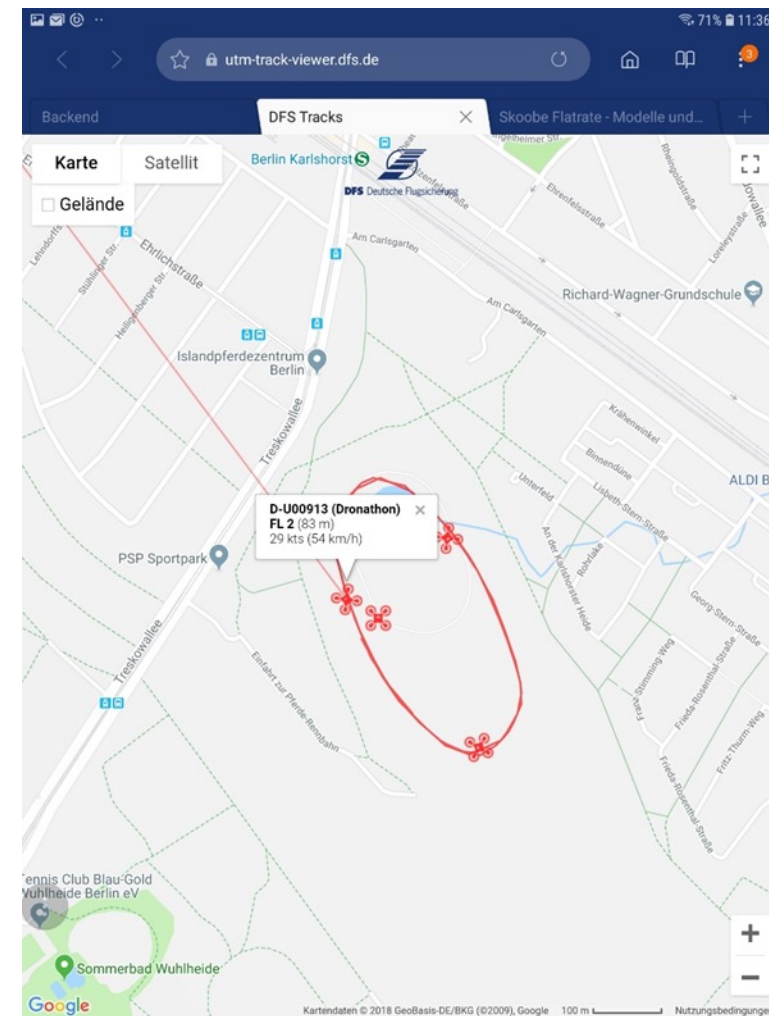 71% 11:36
utm-track-viewer.dfs.de
3
Backend
DFS Tracks
Skoobe Flatrate - Modelle und...
Karte
Satellit
Gelände
Berlin Karlshorst S
DFS Deutsche Flugsicherung
Ehrenfelsstraße
Rheingoldstraße
Loreleystraße
Ehrlichstraße
Stühlinger Str.
Heiligenberger Str.
Am Carlsgarten
Am Carlsgarten
Richard-Wagner-Grundschule
Islandpferdezentrum
Berlin
Treskowallee
Krähenwinkel
Binnendüne
Unterfeld
Lisbeth-Stern-Straße
ALDI B
D-U00913 (Dronathon)
FL 2 (83 m)
29 kts (54 km/h)
PSP Sportpark
An der Karlshorster Heide
Rohrlake
Georg-Stern-Straße
Treskowallee
Einfahrt zur Pferde-Rennbahn
Franz-Stimming-Weg
Frieda-Rosenthal-Straße
Fritz-Thurm-Weg
Frieda-Rosenthal-Straße
ennis Club Blau-Gold
Wuhlheide Berlin eV
Sommerbad Wuhlheide
Google
Kartendaten © 2018 GeoBasis-DE/BKG (©2009), Google 100 m Nutzungsbedingunge